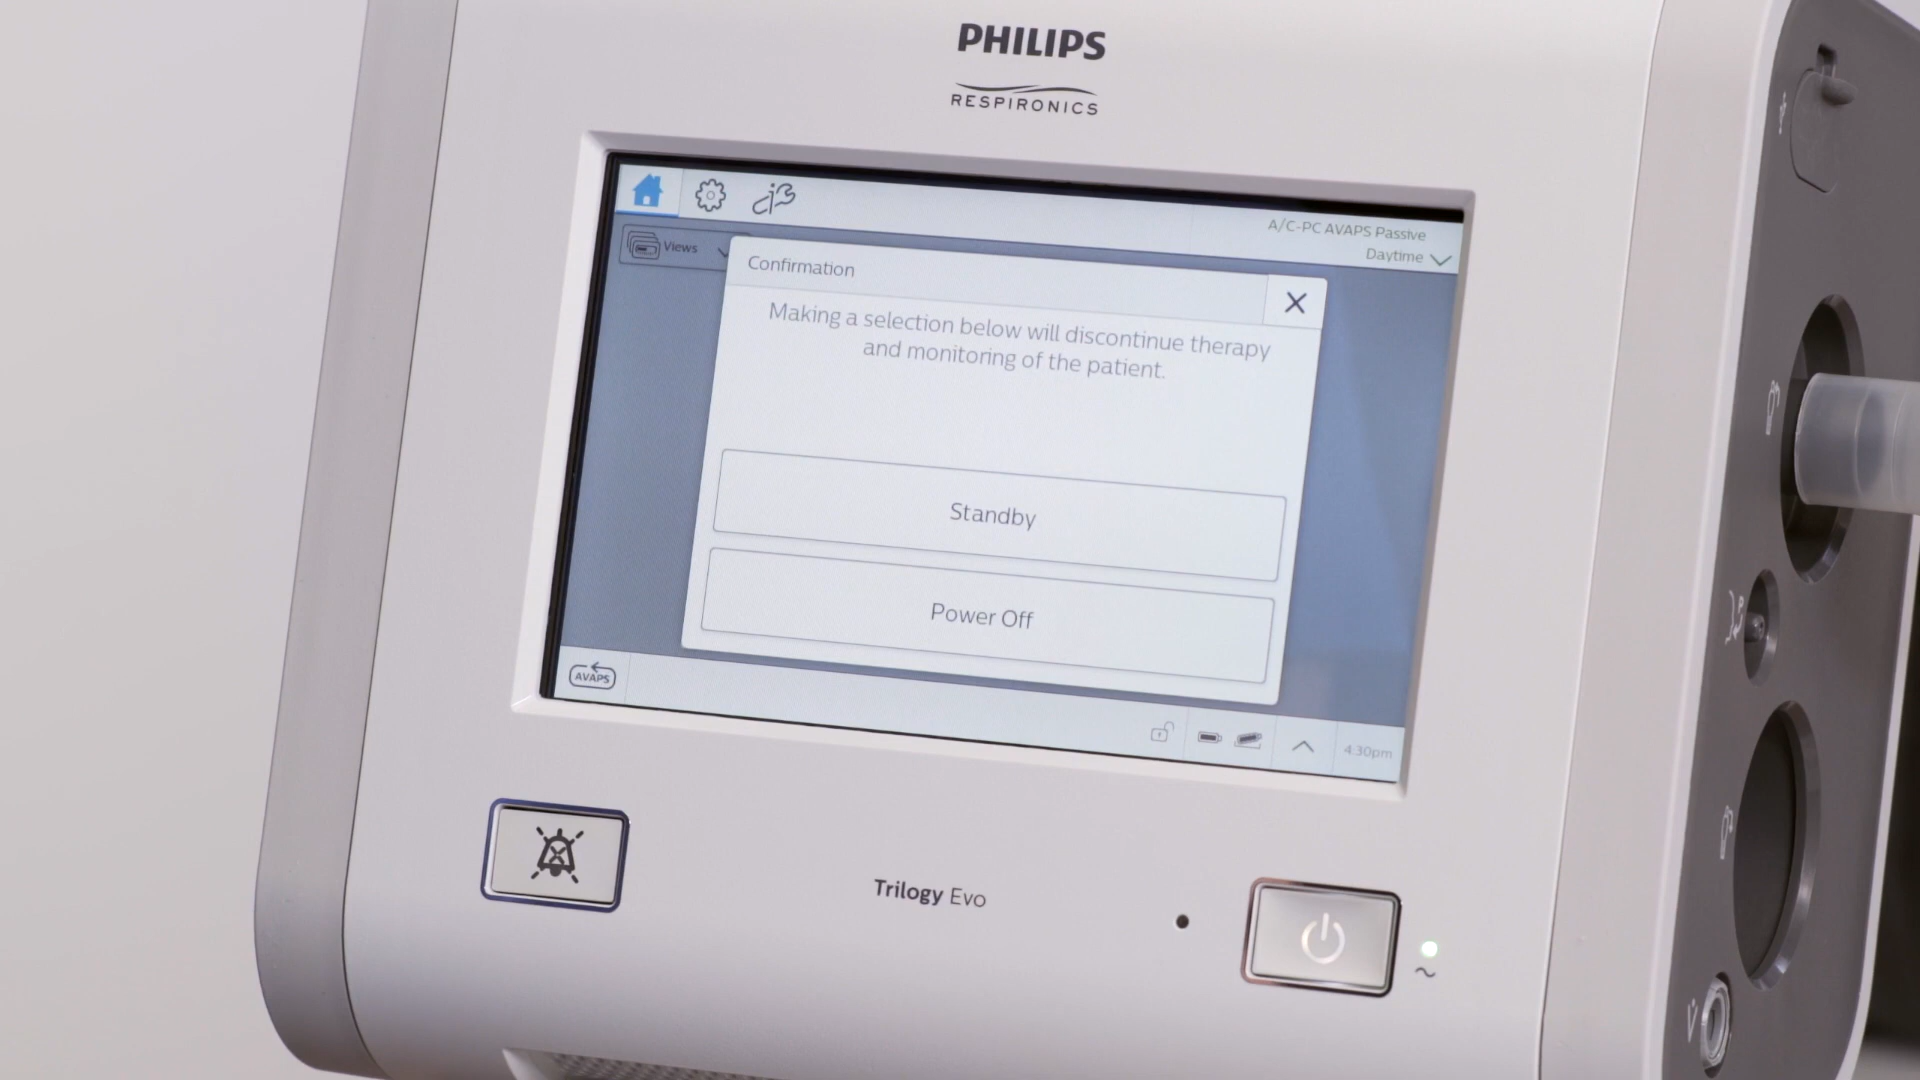 PHILIPS
RESPIRONICS
A/C-PC AVAPS Passive
Daytime
Views
Confirmation
Making a selection below will discontinue therapy
and monitoring of the patient.
Standby
Power Off
AVAPS
4:30pm
Trilogy Evo